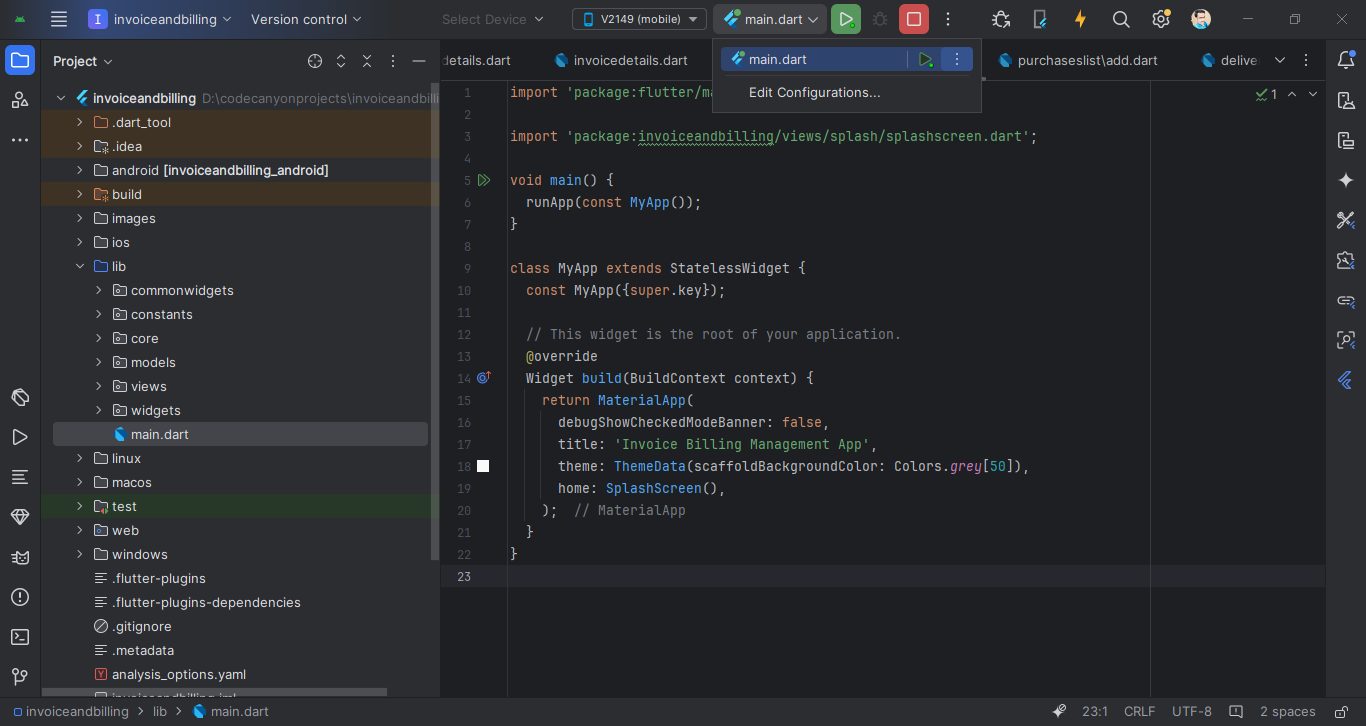 I invoiceandbilling Version control Select Device V2149 (mobile) main.dart
Project
details.dart invoicedetails.dart purchaseslist\add.dart delive
main.dart
Edit Configurations...
invoiceandbilling D:\codecanyonprojects\invoiceandbilli
.dart_tool
.idea
android [invoiceandbilling_android]
build
images
ios
lib
commonwidgets
constants
core
models
views
widgets
main.dart
linux
macos
test
web
windows
.flutter-plugins
.flutter-plugins-dependencies
.gitignore
.metadata
analysis_options.yaml
invoiceandbilling.iml
1 import 'package:flutter/ma
2
3 import 'package:invoiceandbilling/views/splash/splashscreen.dart';
4
5 void main() {
6 runApp(const MyApp());
7 }
8
9 class MyApp extends StatelessWidget {
10 const MyApp({super.key});
11
12 // This widget is the root of your application.
13 @override
14 Widget build(BuildContext context) {
15 return MaterialApp(
16 debugShowCheckedModeBanner: false,
17 title: 'Invoice Billing Management App',
18 theme: ThemeData(scaffoldBackgroundColor: Colors.grey[50]),
19 home: SplashScreen(),
20 ); // MaterialApp
21 }
22 }
23
1
invoiceandbilling > lib > main.dart 23:1 CRLF UTF-8 2 spaces